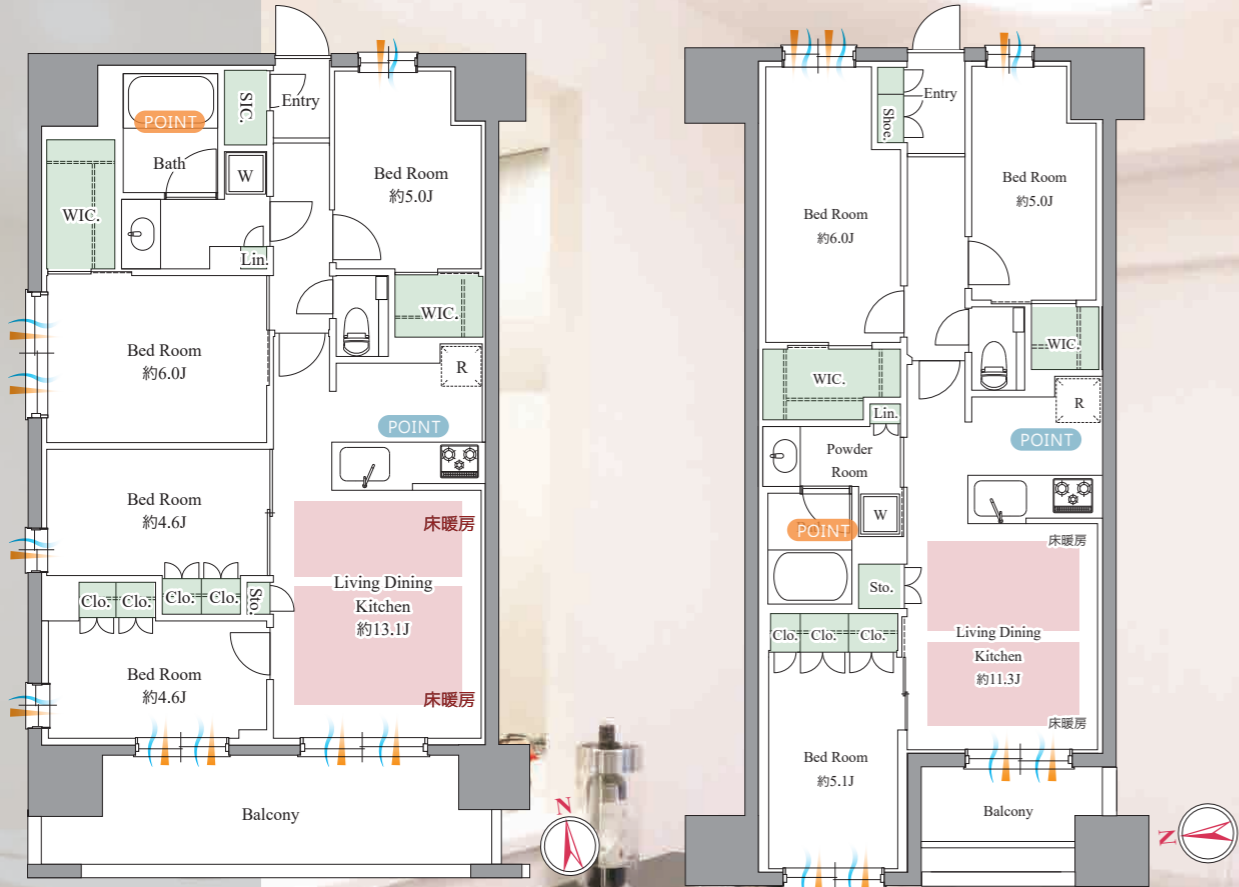 SIC.
Entry
POINT
Bath
W
WIC.
Lin.
Bed Room
約5.0J
WIC.
R
Bed Room
約6.0J
POINT
Bed Room
約4.6J
床暖房
Living Dining
Kitchen
約13.1J
床暖房
Clo.
Clo.
Clo.
Clo.
Sto.
Bed Room
約4.6J
Balcony
N
Shoe.
Entry
Bed Room
約6.0J
Bed Room
約5.0J
WIC.
WIC.
R
Lin.
POINT
Powder
Room
W
POINT
Sto.
床暖房
Living Dining
Kitchen
約11.3J
床暖房
Clo.
Clo.
Clo.
Bed Room
約5.1J
Balcony
N